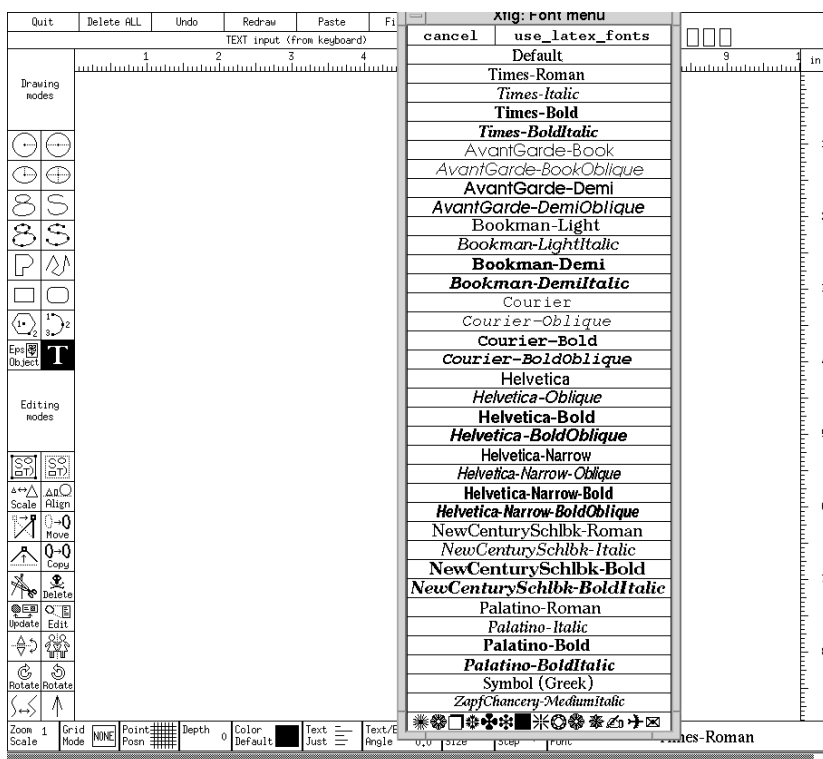 Quit Delete ALL Undo Redraw Paste
Xfig: Font menu
TEXT input (from keyboard)
cancel use_latex_fonts
1 2 3 4 9 in
Drawing
modes
Default
Times-Roman
Times-Italic
Times-Bold
Times-BoldItalic
AvantGarde-Book
AvantGarde-BookOblique
AvantGarde-Demi
AvantGarde-DemiOblique
Bookman-Light
Bookman-LightItalic
Bookman-Demi
Bookman-DemiItalic
Courier
Courier-Oblique
Courier-Bold
Courier-BoldOblique
Helvetica
Helvetica-Oblique
Helvetica-Bold
Helvetica-BoldOblique
Helvetica-Narrow
Helvetica-Narrow-Oblique
Helvetica-Narrow-Bold
Helvetica-Narrow-BoldOblique
NewCenturySchlbk-Roman
NewCenturySchlbk-Italic
NewCenturySchlbk-Bold
NewCenturySchlbk-BoldItalic
Palatino-Roman
Palatino-Italic
Palatino-Bold
Palatino-BoldItalic
Symbol (Greek)
ZapfChancery-MediumItalic
Eps
Object T
Editing
modes
Scale Align
Move
Copy
Delete
Update Edit
Rotate Rotate
Zoom 1 Grid NONE Point Depth 0 Color Text
Scale Mode Posn Default Just Angle 0.0 Size Step Font
Times-Roman